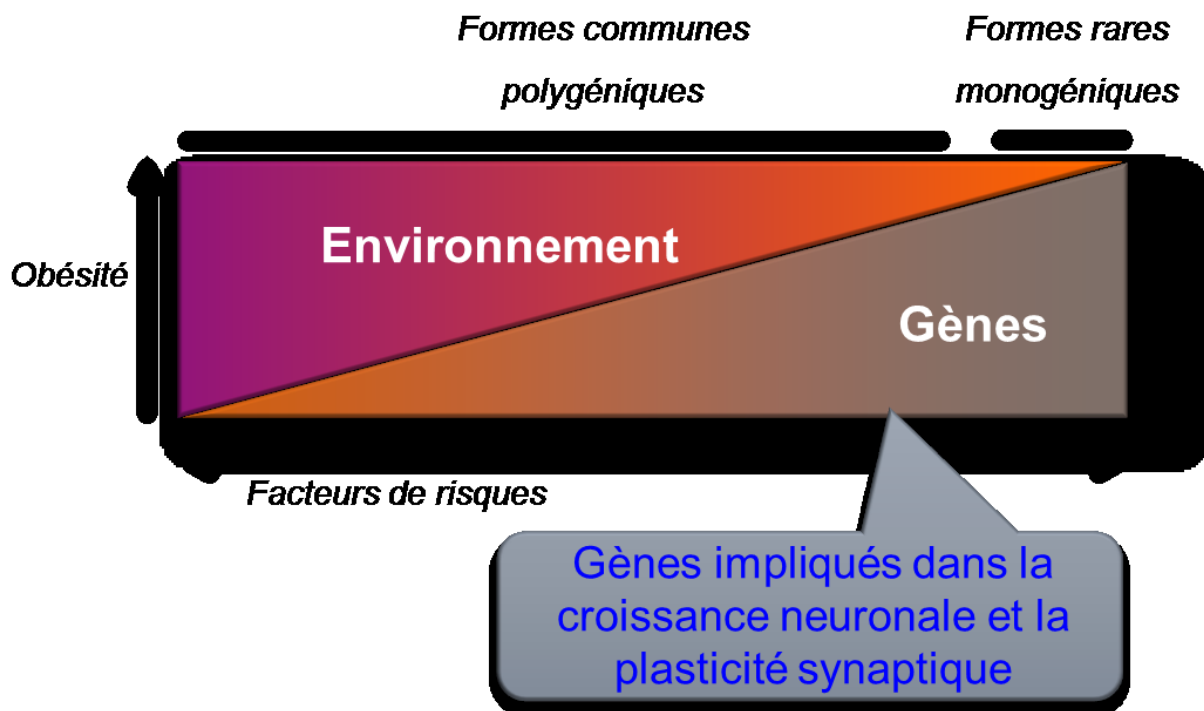 Formes communes
polygéniques
Formes rares
monogéniques
Obésité
Environnement
Gènes
Facteurs de risques
Gènes impliqués dans la
croissance neuronale et la
plasticité synaptique